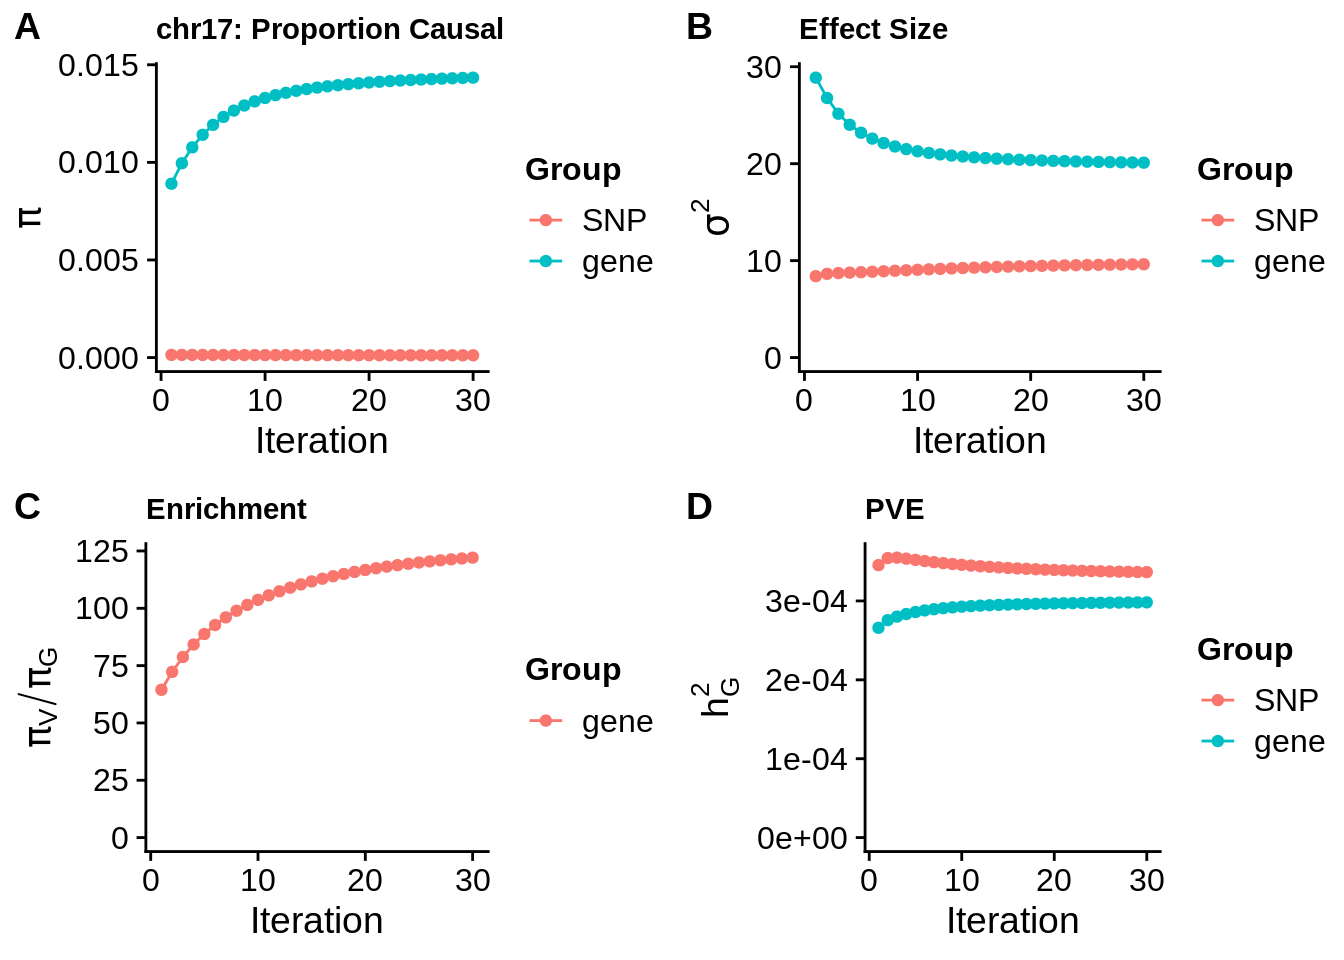 A
chr17: Proportion Causal
0.015
0.010
0.005
0.000
π
0 10 20 30
Iteration
Group
SNP
gene
B
Effect Size
30
20
10
0
σ²
0 10 20 30
Iteration
Group
SNP
gene
C
Enrichment
125
100
75
50
25
0
π_V/π_G
0 10 20 30
Iteration
Group
gene
D
PVE
3e-04
2e-04
1e-04
0e+00
h²_G
0 10 20 30
Iteration
Group
SNP
gene